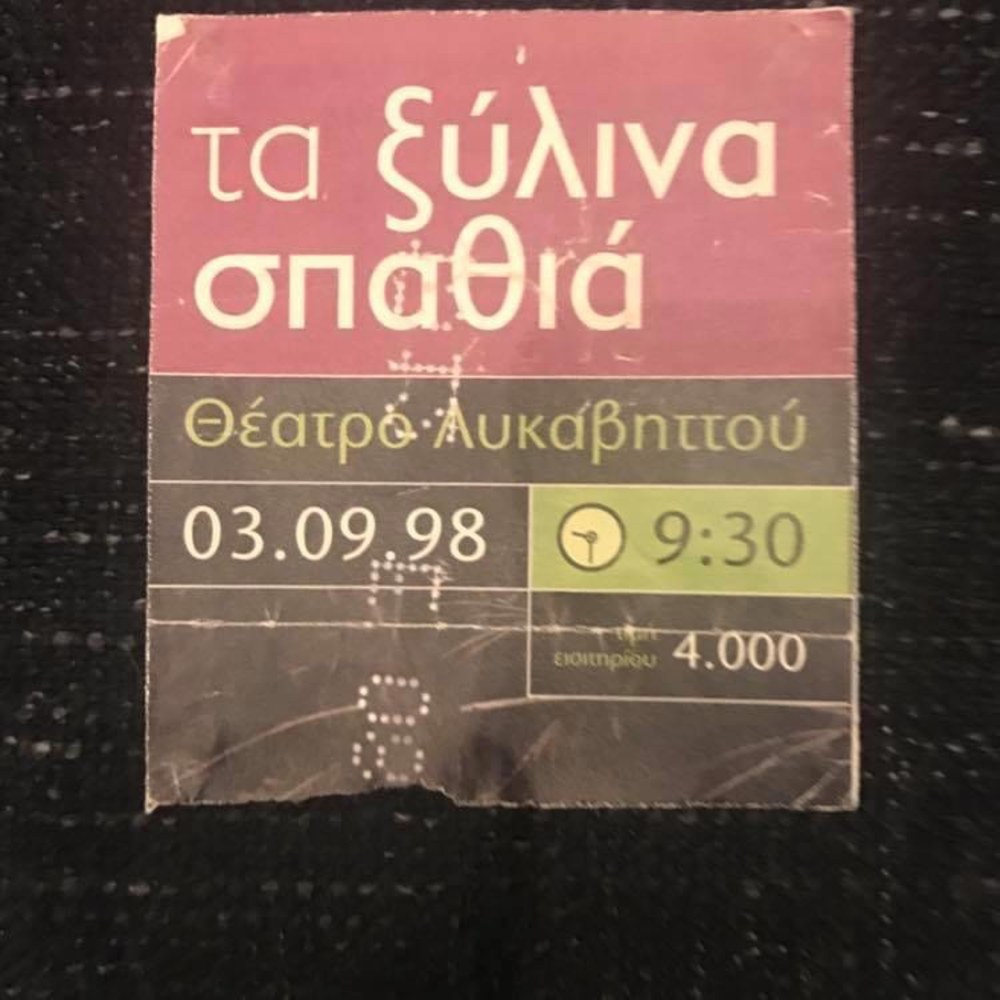 τα ξύλινα
σπαθιά
Θέατρο Λυκαβηττού
03.09.98
9:30
τιμή
εισιτηρίου 4.000